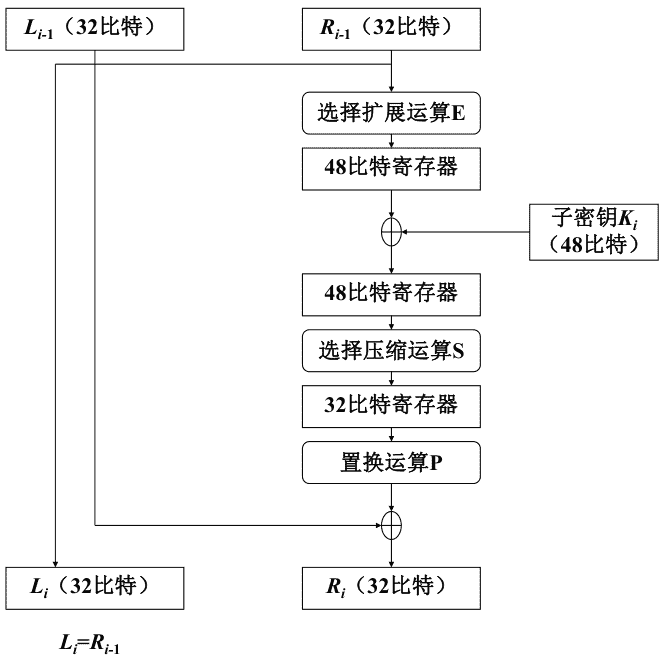 Li-1（32比特）
Ri-1（32比特）
选择扩展运算E
48比特寄存器
子密钥Ki
（48比特）
48比特寄存器
选择压缩运算S
32比特寄存器
置换运算P
Li（32比特）
Ri（32比特）
Li=Ri-1